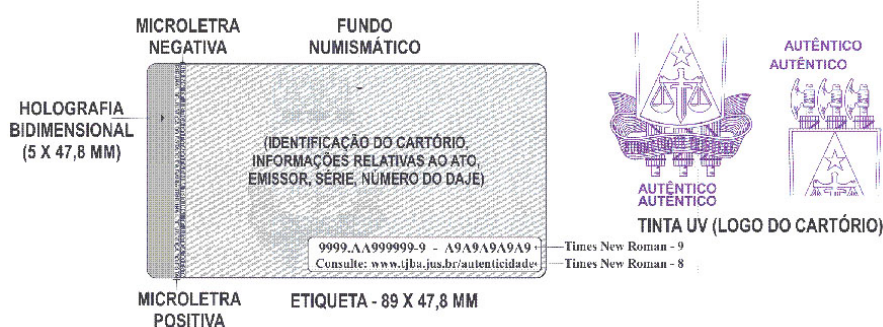 MICROLETRA
NEGATIVA
FUNDO
NUMISMÁTICO
HOLOGRAFIA
BIDIMENSIONAL
(5 X 47,8 MM)
(IDENTIFICAÇÃO DO CARTÓRIO,
INFORMAÇÕES RELATIVAS AO ATO,
EMISSOR, SÉRIE, NÚMERO DO DAJE)
9999.AA999999-9 - A9A9A9A9A9
Times New Roman - 9
Consulte: www.tjba.jus.br/autenticidade
Times New Roman - 8
MICROLETRA
POSITIVA
ETIQUETA - 89 X 47,8 MM
AUTÊNTICO
AUTÊNTICO
AUTÊNTICO
AUTÊNTICO
TINTA UV (LOGO DO CARTÓRIO)